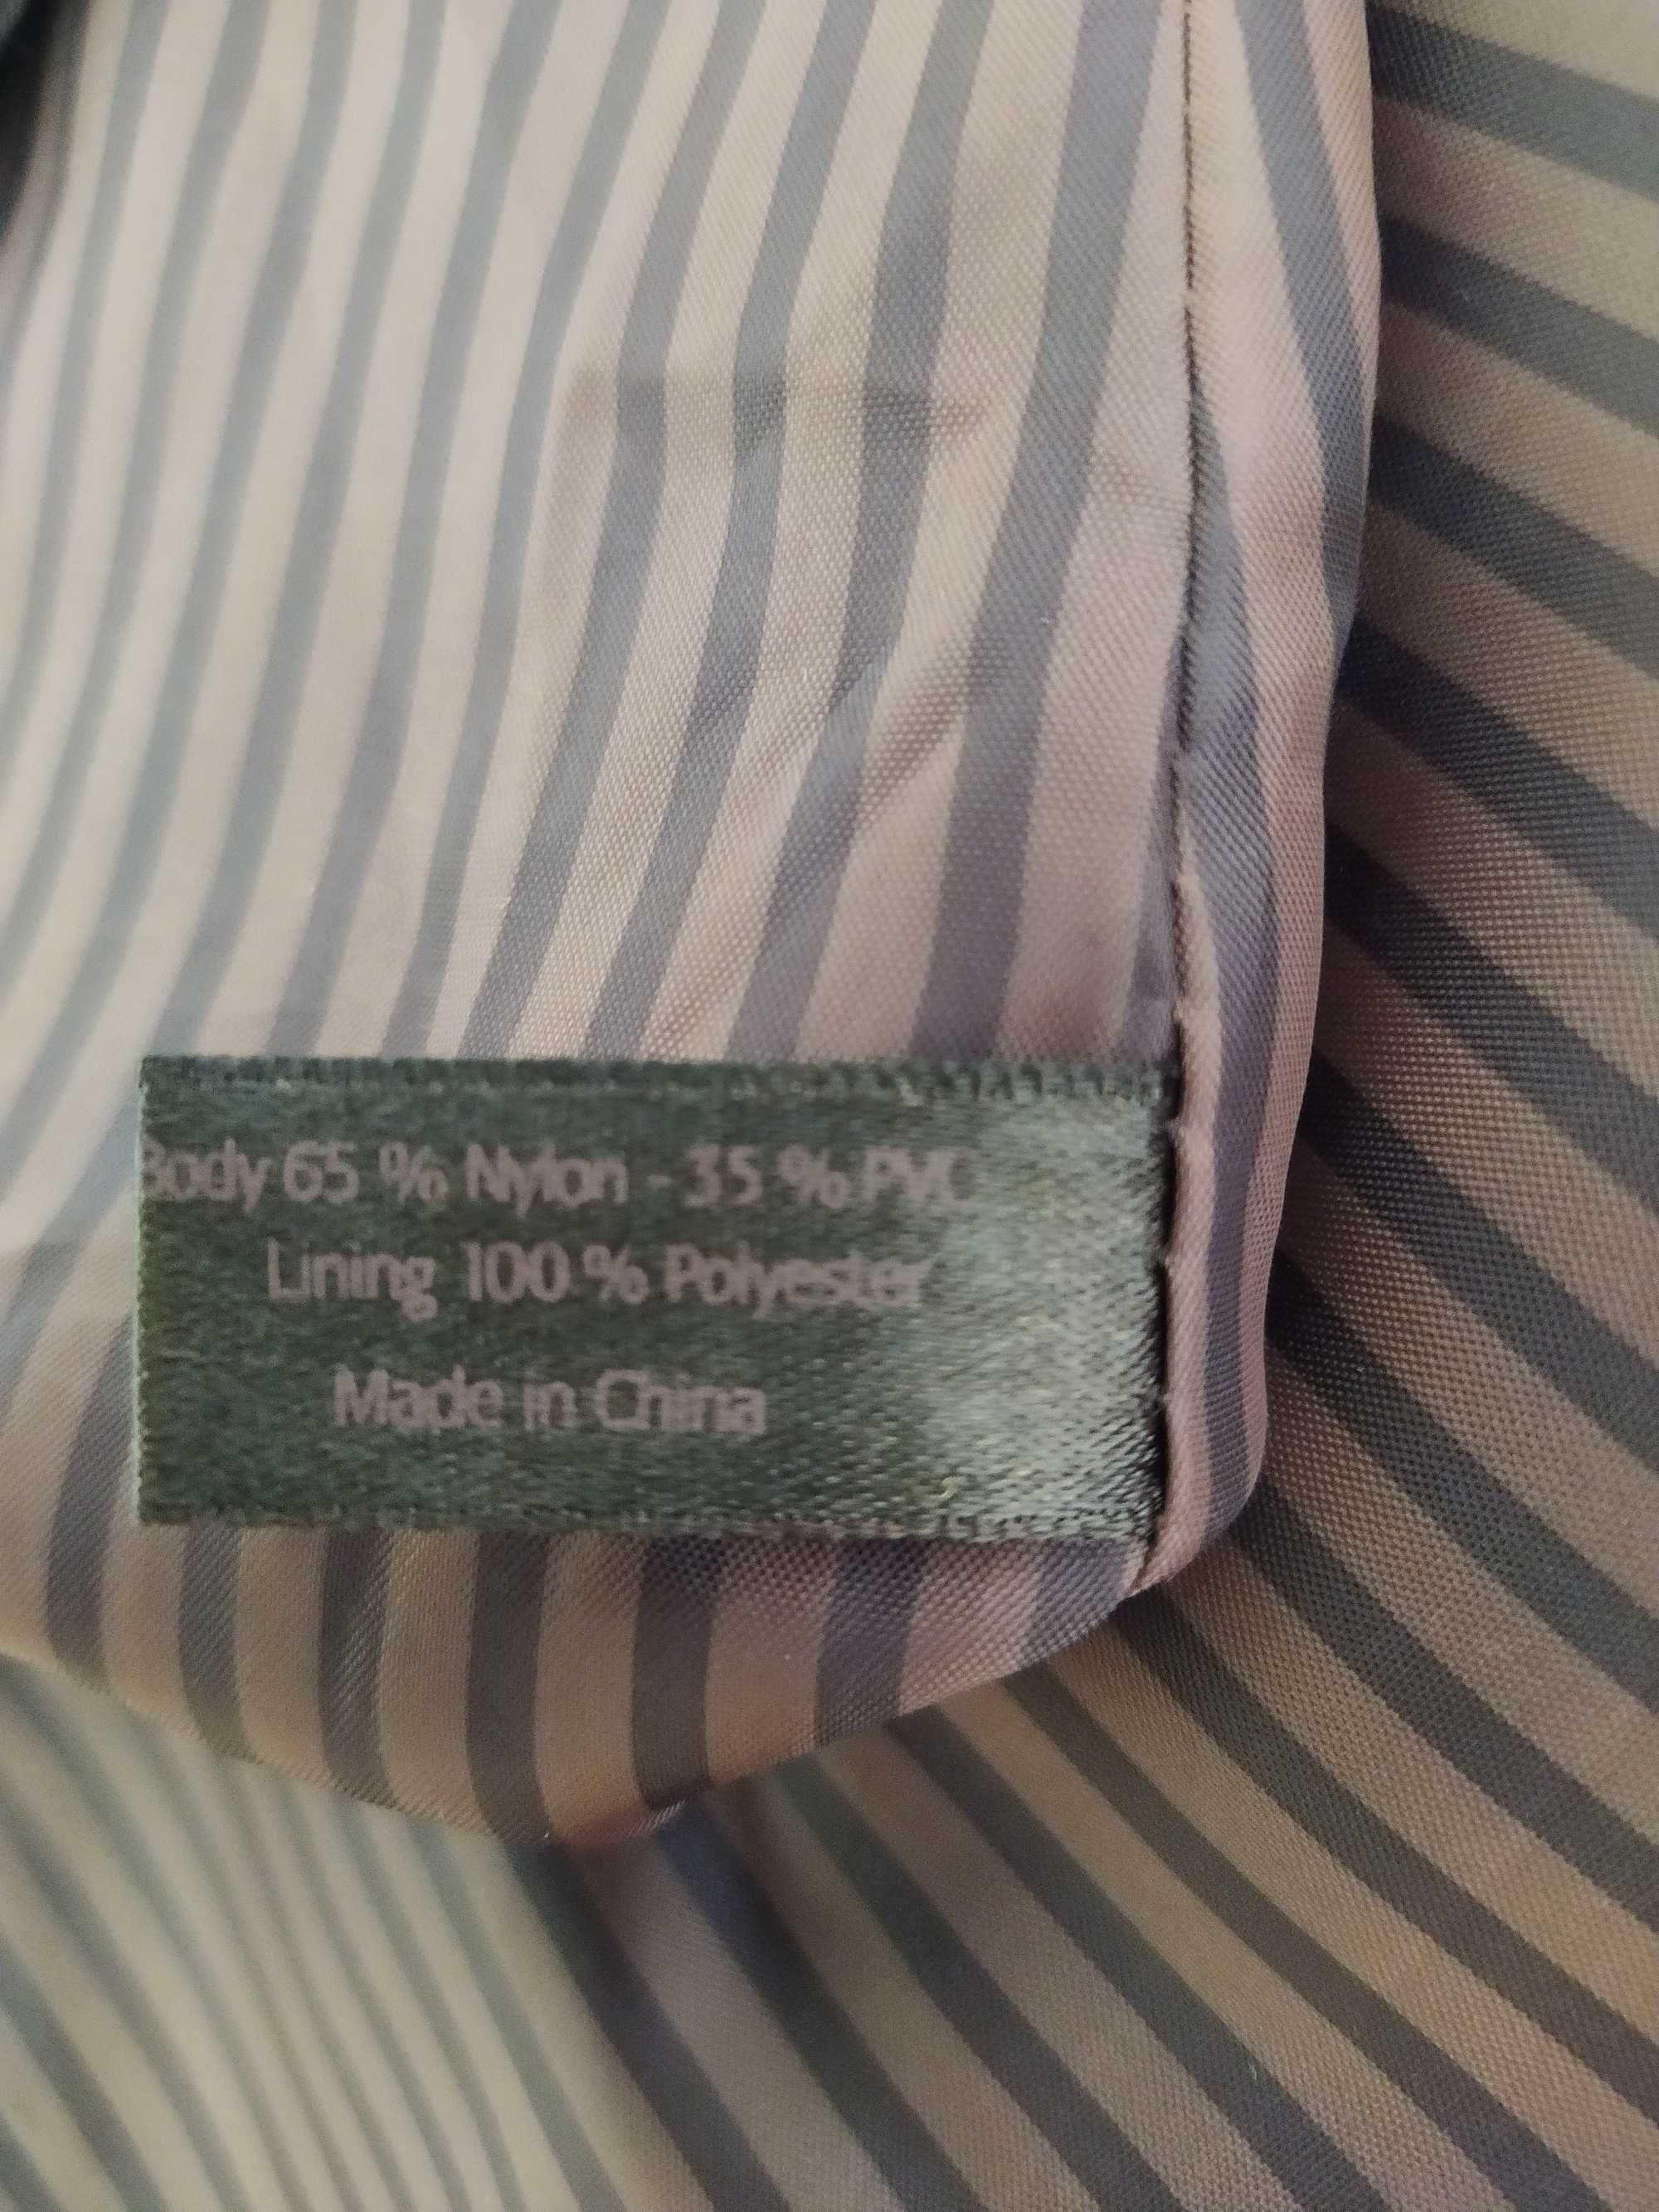 Body 65 % Nylon - 35 % PVC
Lining 100 % Polyester
Made in China